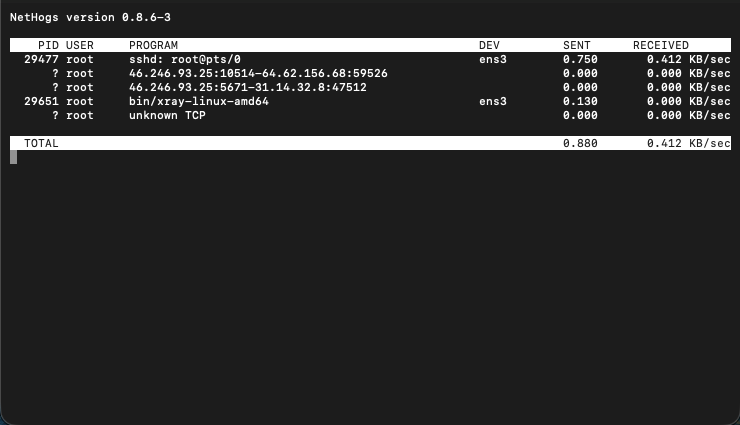 NetHogs version 0.8.6-3
PID USER PROGRAM DEV SENT RECEIVED
29477 root sshd: root@pts/0 ens3 0.750 0.412 KB/sec
? root 46.246.93.25:10514-64.62.156.68:59526 0.000 0.000 KB/sec
? root 46.246.93.25:5671-31.14.32.8:47512 0.000 0.000 KB/sec
29651 root bin/xray-linux-amd64 ens3 0.130 0.000 KB/sec
? root unknown TCP 0.000 0.000 KB/sec
TOTAL 0.880 0.412 KB/sec